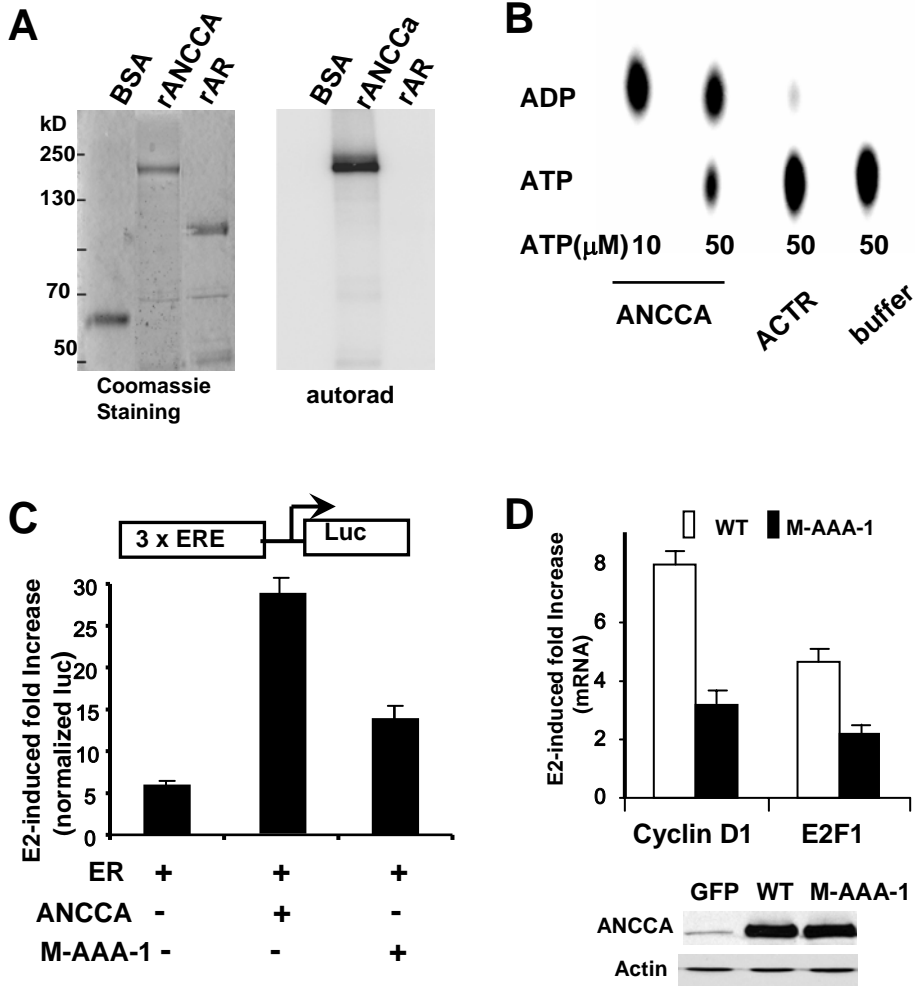 A
BSA
rANCCA
rAR
BSA
rANCCa
rAR
kD
250
130
70
50
Coomassie
Staining
autorad
B
ADP
ATP
ATP(μM) 10 50 50 50
ANCCA
ACTR
buffer
C
3 x ERE
Luc
E2-induced fold Increase
(normalized luc)
30
25
20
15
10
5
0
ER + + +
ANCCA - + -
M-AAA-1 - - +
D
WT
M-AAA-1
E2-induced fold Increase
(mRNA)
8
6
4
2
0
Cyclin D1
E2F1
GFP WT M-AAA-1
ANCCA
Actin